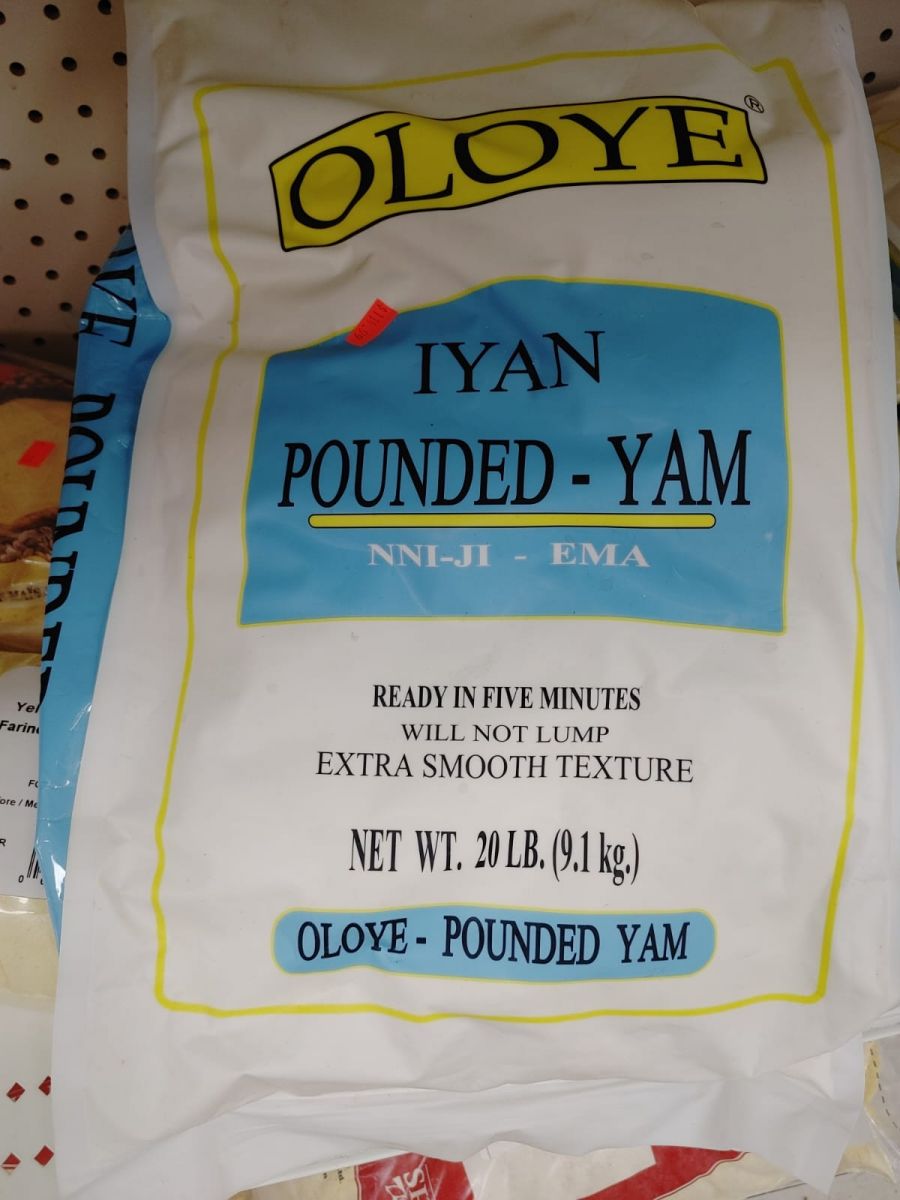 OLOYE®
IYAN
POUNDED - YAM
NNI-JI - EMA
READY IN FIVE MINUTES
WILL NOT LUMP
EXTRA SMOOTH TEXTURE
NET WT. 20 LB. (9.1 kg.)
OLOYE - POUNDED YAM